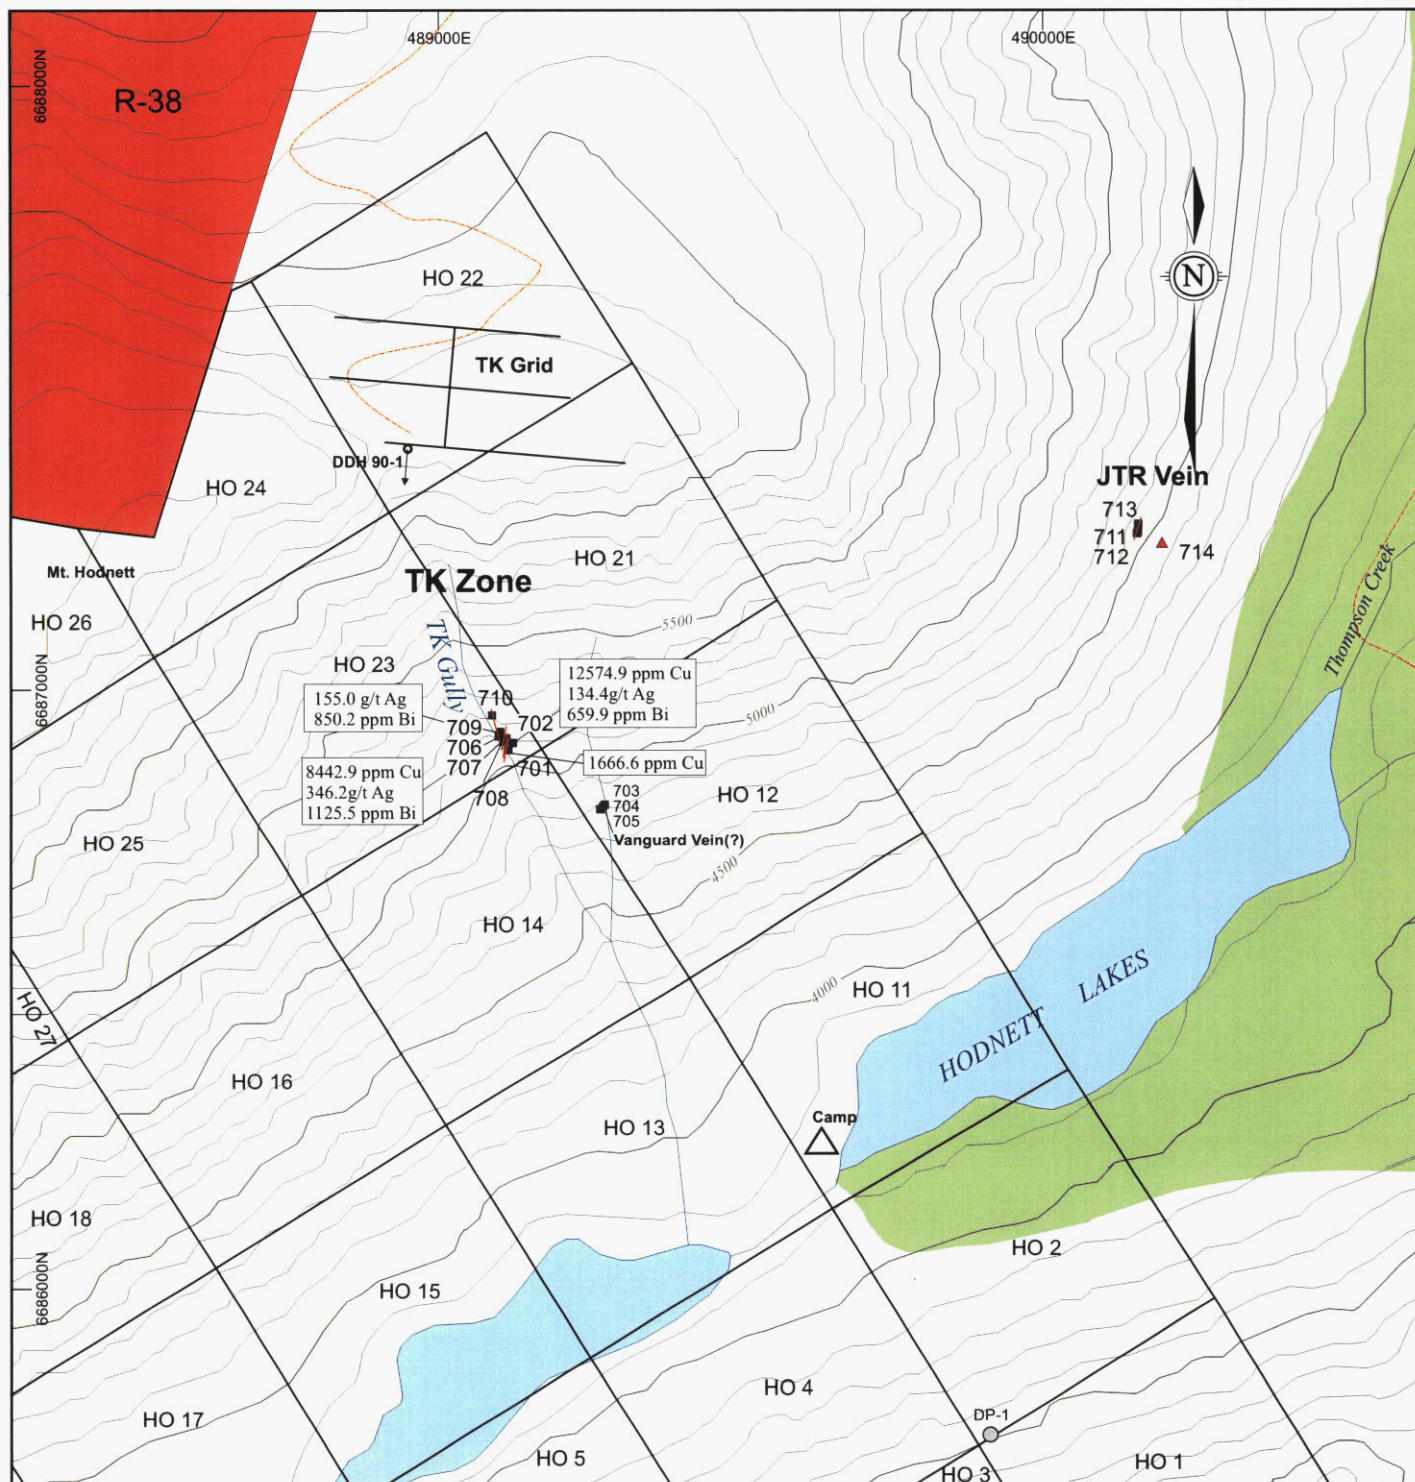 489000E
490000E
6688000N
R-38
N
HO 22
TK Grid
DDH 90-1
HO 24
JTR Vein
713
711
712
714
Mt. Hodnett
HO 21
TK Zone
Thompson Creek
HO 26
5500
TK Gully
HO 23
6687000N
155.0 g/t Ag
850.2 ppm Bi
12574.9 ppm Cu
134.4g/t Ag
659.9 ppm Bi
710
709
702
706
707
701
708
5000
1666.6 ppm Cu
8442.9 ppm Cu
346.2g/t Ag
1125.5 ppm Bi
703
704
705
HO 12
Vanguard Vein(?)
HO 25
4500
HO 14
4000
HO 11
HODNETT LAKES
HO 27
HO 16
Camp
HO 13
HO 18
HO 2
6686000N
HO 15
HO 4
HO 17
DP-1
HO 5
HO 3
HO 1